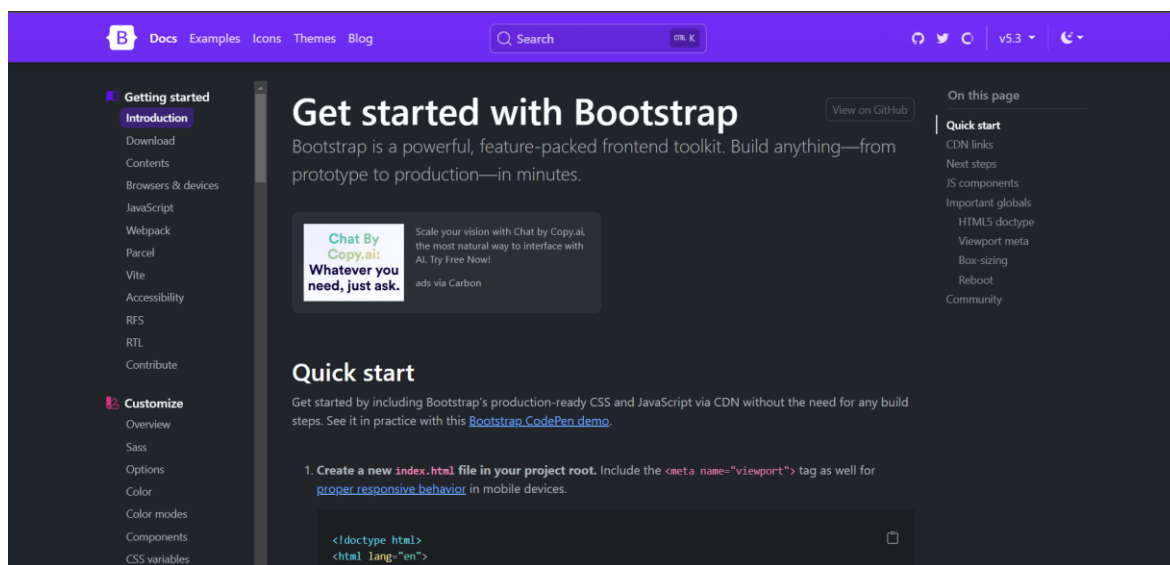 B Docs Examples Icons Themes Blog
Search
CTRL K
v5.3
Getting started
Introduction
Download
Contents
Browsers & devices
JavaScript
Webpack
Parcel
Vite
Accessibility
RFS
RTL
Contribute
Customize
Overview
Sass
Options
Color
Color modes
Components
CSS variables
Get started with Bootstrap
View on GitHub
Bootstrap is a powerful, feature-packed frontend toolkit. Build anything—from
prototype to production—in minutes.
Chat By
Copy.ai:
Whatever you
need, just ask.
Scale your vision with Chat by Copy.ai,
the most natural way to interface with
AI. Try Free Now!
ads via Carbon
Quick start
Get started by including Bootstrap's production-ready CSS and JavaScript via CDN without the need for any build
steps. See it in practice with this Bootstrap CodePen demo.
1. Create a new index.html file in your project root. Include the <meta name="viewport"> tag as well for
proper responsive behavior in mobile devices.
<!doctype html>
<html lang="en">
On this page
Quick start
CDN links
Next steps
JS components
Important globals
HTML5 doctype
Viewport meta
Box-sizing
Reboot
Community